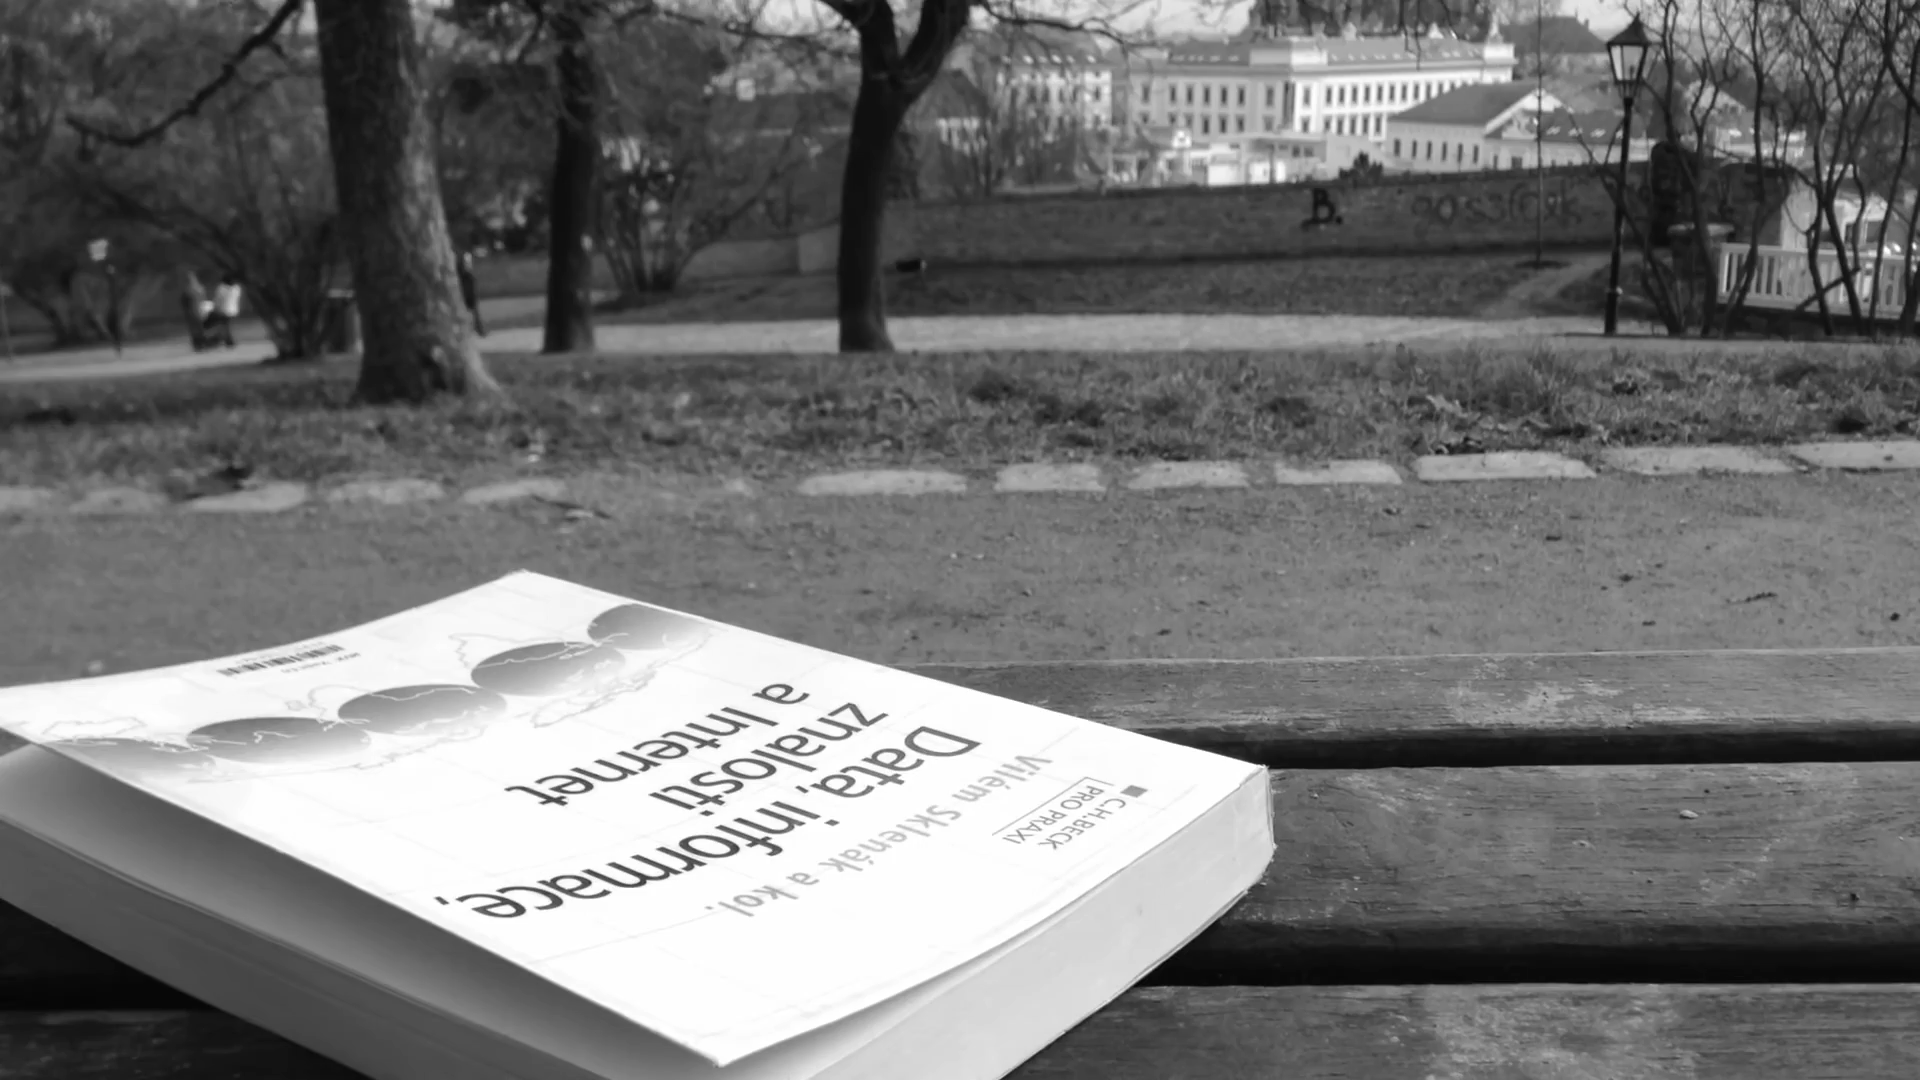 C.H.BECK
PRO PRAXI
Vilém Sklenák a kol.
Data, informace,
znalosti
a Internet
B.